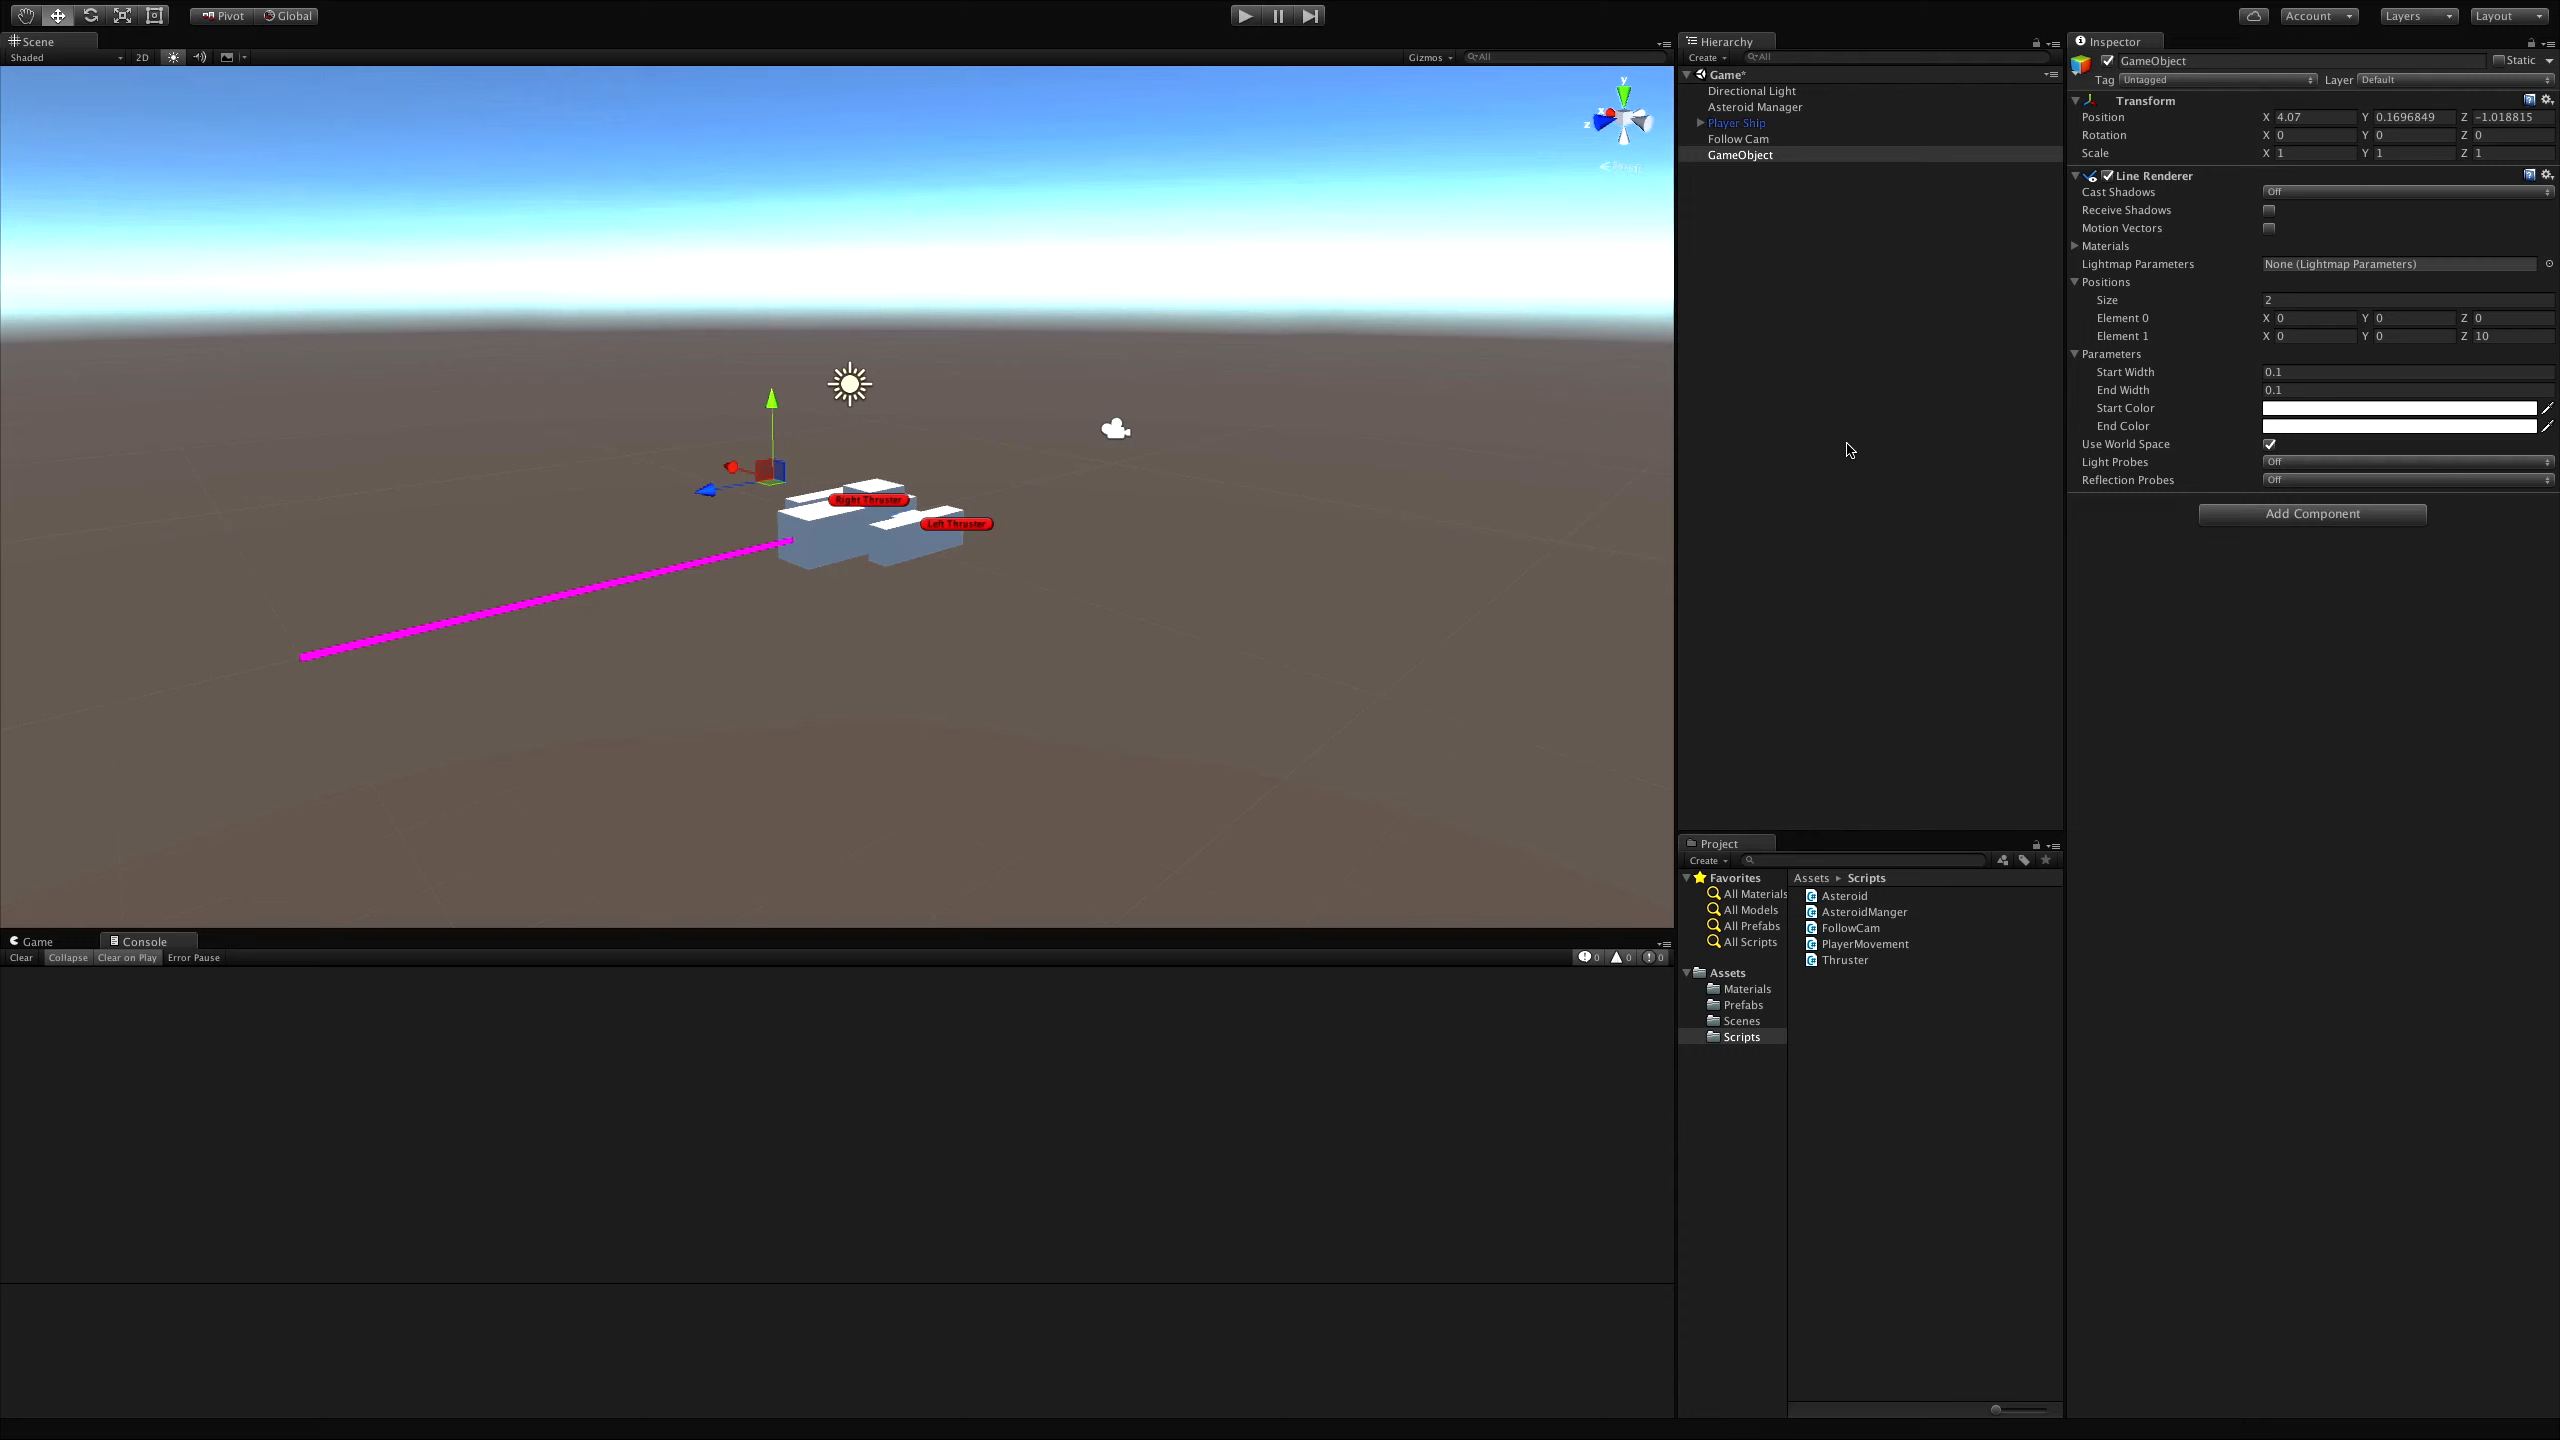 Pivot Global Account Layers Layout
Scene
Shaded 2D Gizmos All
y
x
z
Right Thruster
Left Thruster
Game Console
Clear Collapse Clear on Play Error Pause 0 0 0
Hierarchy
Create All
Game*
Directional Light
Asteroid Manager
Player Ship
Follow Cam
GameObject
Project
Create
Favorites
All Materials
All Models
All Prefabs
All Scripts
Assets
Materials
Prefabs
Scenes
Scripts
Assets Scripts
Asteroid
AsteroidManger
FollowCam
PlayerMovement
Thruster
Inspector
GameObject Static
Tag Untagged Layer Default
Transform
Position X 4.07 Y 0.1696849 Z -1.018815
Rotation X 0 Y 0 Z 0
Scale X 1 Y 1 Z 1
Line Renderer
Cast Shadows Off
Receive Shadows
Motion Vectors
Materials
Lightmap Parameters None (Lightmap Parameters)
Positions
Size 2
Element 0 X 0 Y 0 Z 0
Element 1 X 0 Y 0 Z 10
Parameters
Start Width 0.1
End Width 0.1
Start Color
End Color
Use World Space
Light Probes Off
Reflection Probes Off
Add Component